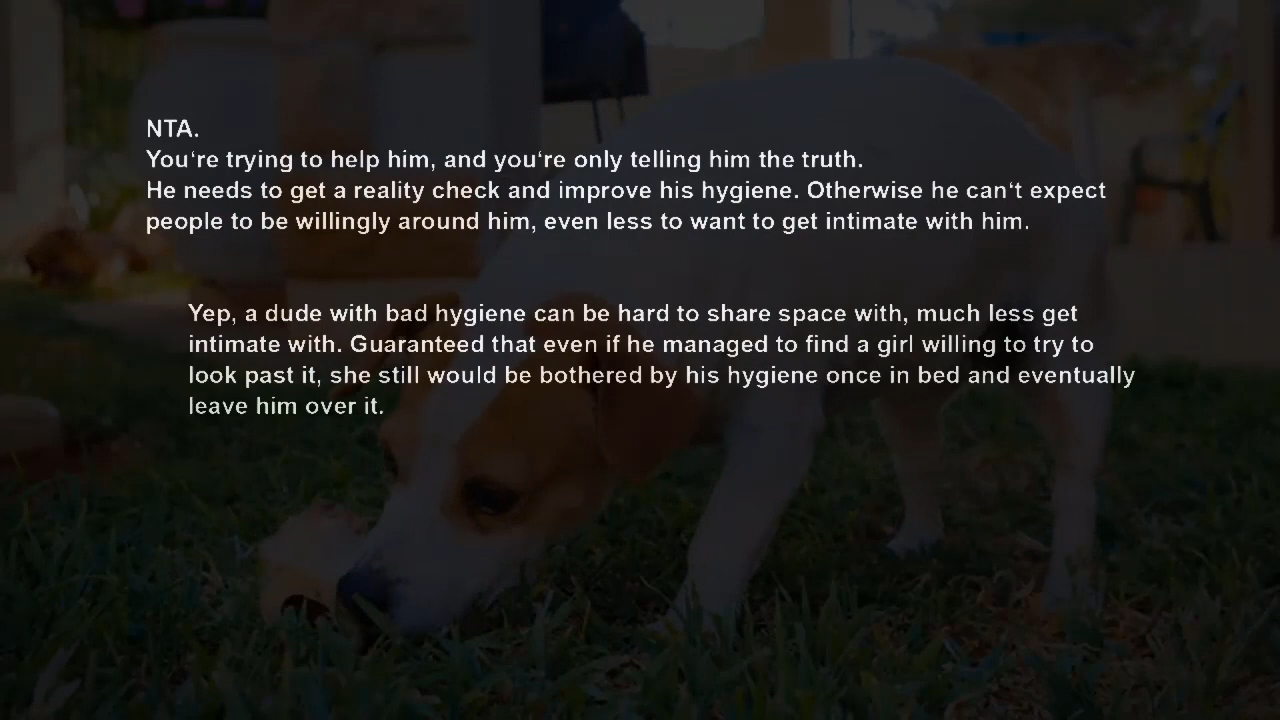 NTA.
You‘re trying to help him, and you‘re only telling him the truth.
He needs to get a reality check and improve his hygiene. Otherwise he can‘t expect
people to be willingly around him, even less to want to get intimate with him.
Yep, a dude with bad hygiene can be hard to share space with, much less get
intimate with. Guaranteed that even if he managed to find a girl willing to try to
look past it, she still would be bothered by his hygiene once in bed and eventually
leave him over it.